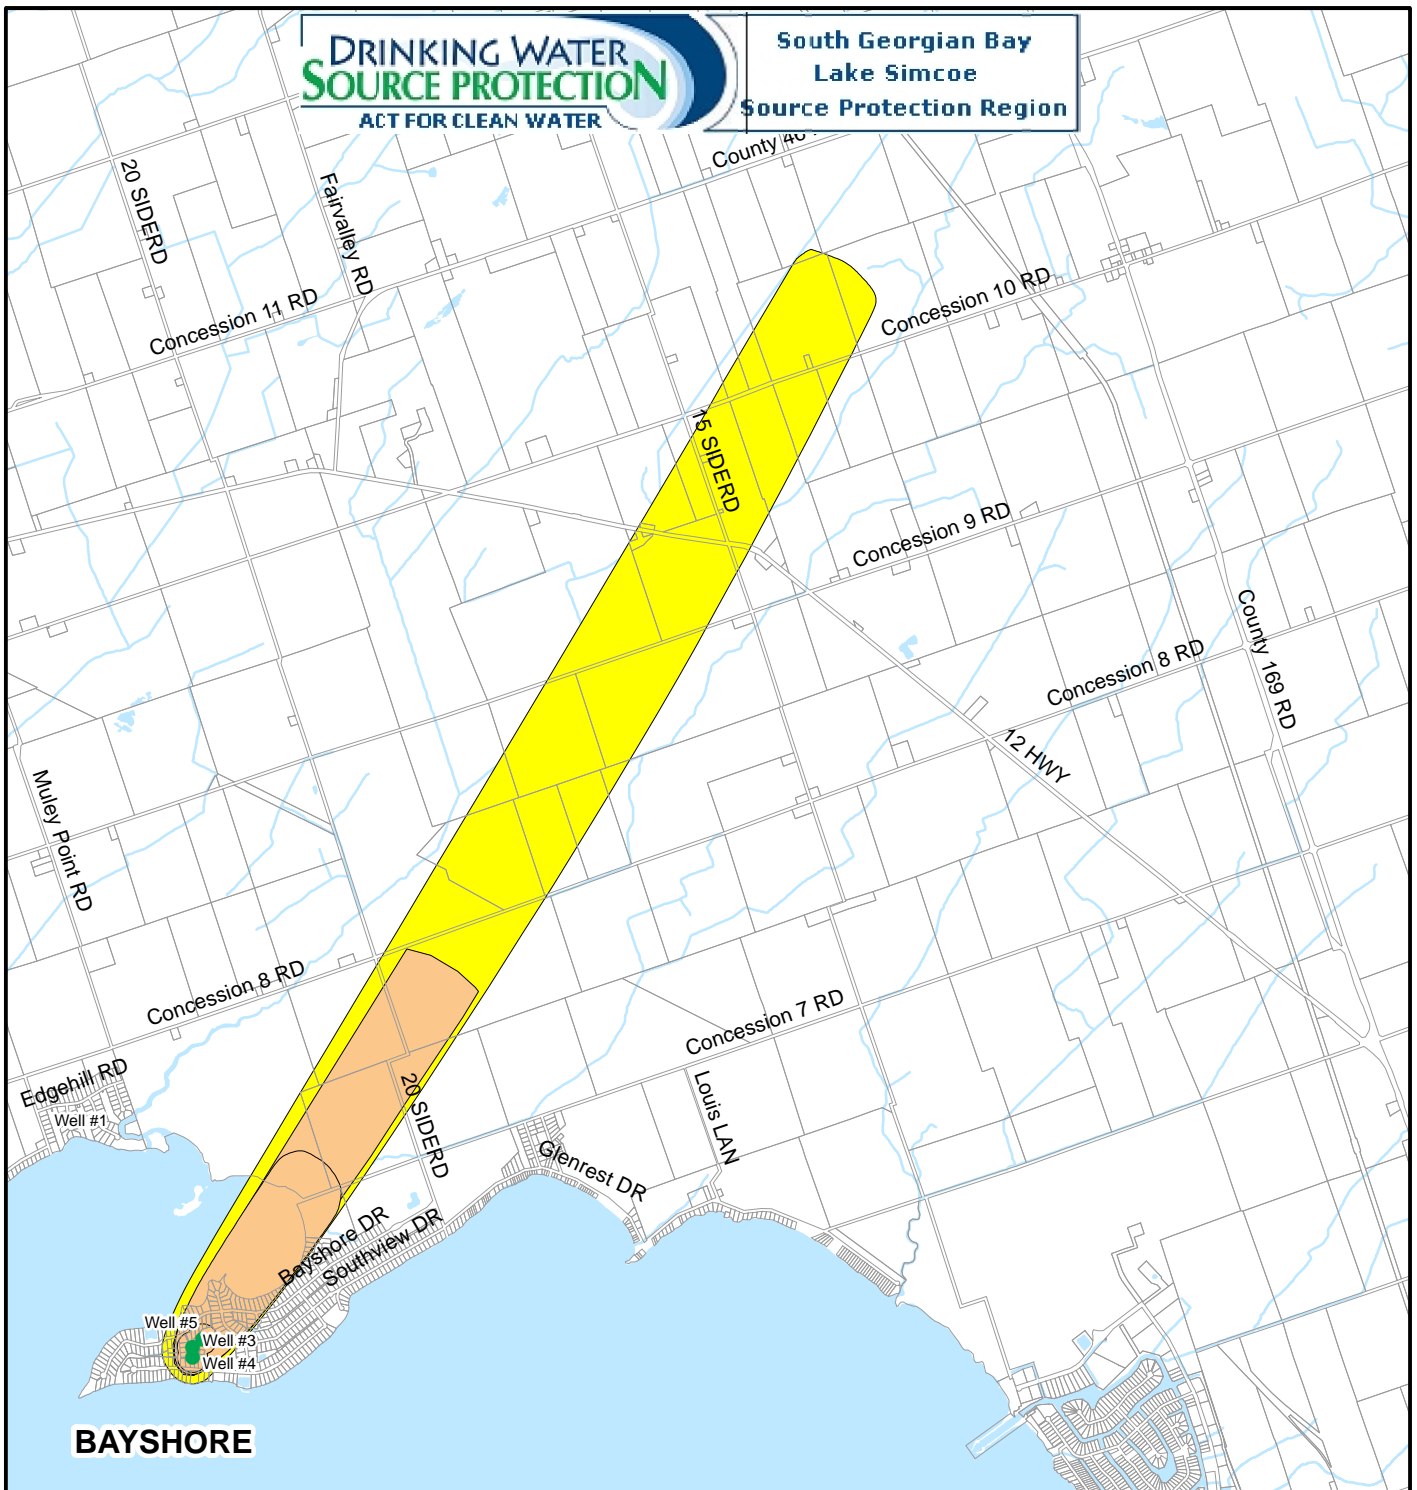 DRINKING WATER
SOURCE PROTECTION
ACT FOR CLEAN WATER
South Georgian Bay
Lake Simcoe
Source Protection Region
County
20 SIDERD
Fairvalley RD
Concession 11 RD
Concession 10 RD
15 SIDERD
Concession 9 RD
County 169 RD
Concession 8 RD
12 HWY
Muley Point RD
Concession 8 RD
Concession 7 RD
Edgehill RD
Well #1
20 SIDERD
Louis LAN
Glenrest DR
Bayshore DR
Southview DR
Well #5
Well #3
Well #4
BAYSHORE